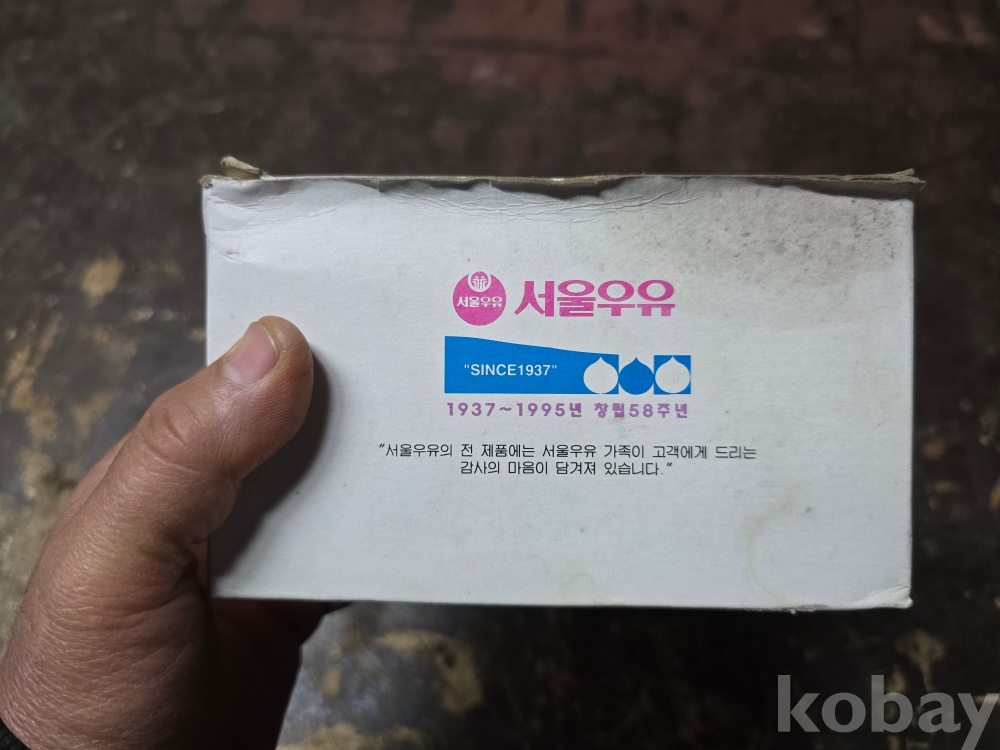 서울우유 서울우유
"SINCE1937"
1937~1995년 창립58주년
"서울우유의 전 제품에는 서울우유 가족이 고객에게 드리는
감사의 마음이 담겨져 있습니다."
kobay